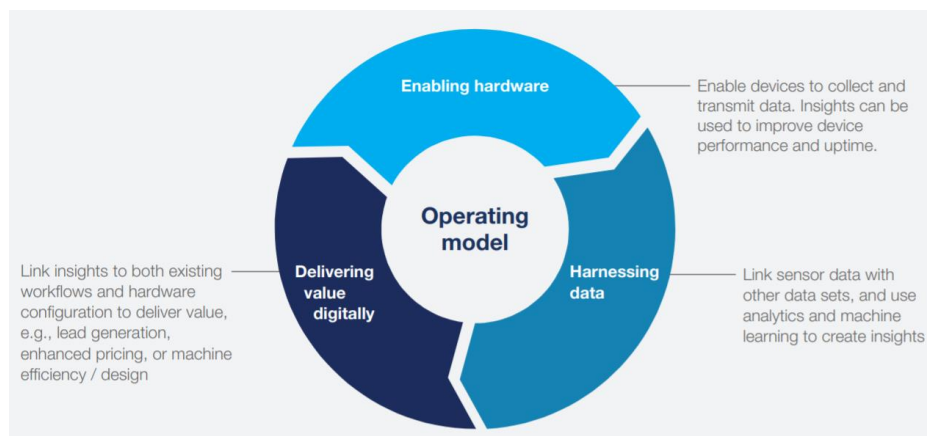 Enabling hardware
Enable devices to collect and
transmit data. Insights can be
used to improve device
performance and uptime.
Operating
model
Harnessing
data
Link sensor data with
other data sets, and use
analytics and machine
learning to create insights
Delivering
value
digitally
Link insights to both existing
workflows and hardware
configuration to deliver value,
e.g., lead generation,
enhanced pricing, or machine
efficiency / design